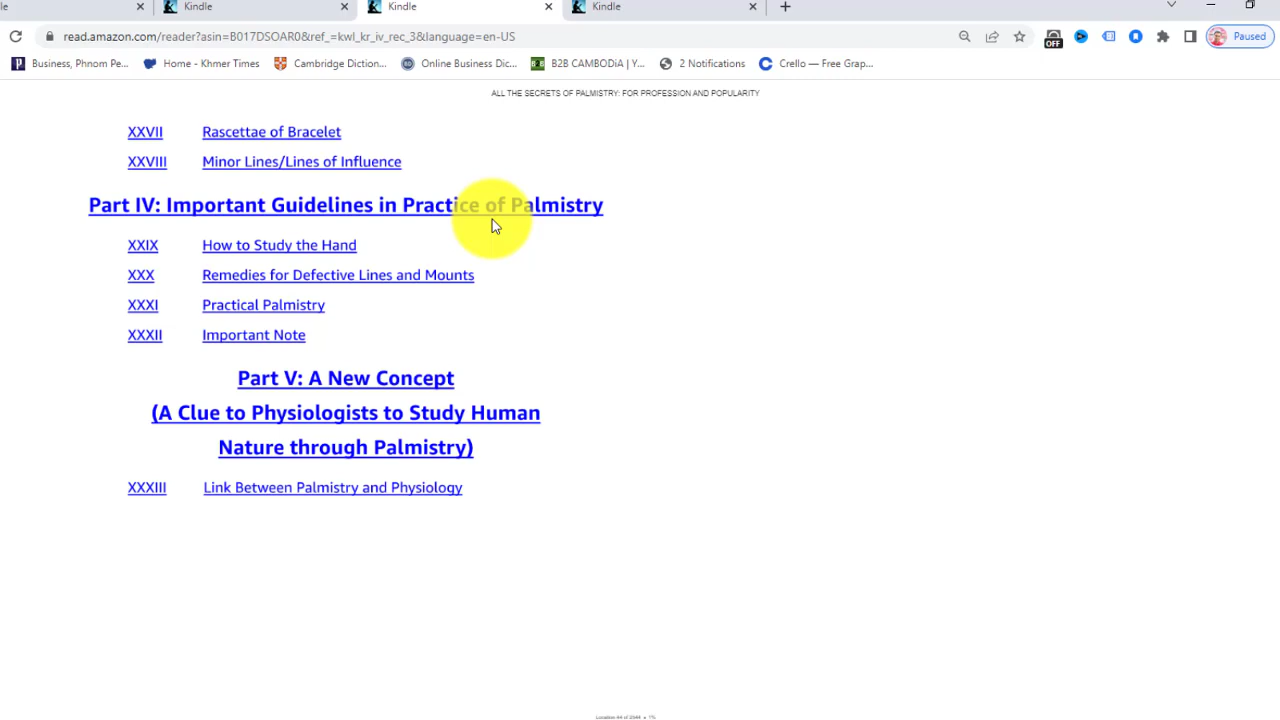 Kindle
Kindle
Kindle
read.amazon.com/reader?asin=B017DSOAR0&ref_=kwl_kr_iv_rec_3&language=en-US
OFF
Paused
Business, Phnom Pe...
Home - Khmer Times
Cambridge Diction...
Online Business Dic...
B2B CAMBODiA | Y...
2 Notifications
Crello — Free Grap...
ALL THE SECRETS OF PALMISTRY: FOR PROFESSION AND POPULARITY
XXVII Rascettae of Bracelet
XXVIII Minor Lines/Lines of Influence
Part IV: Important Guidelines in Practice of Palmistry
XXIX How to Study the Hand
XXX Remedies for Defective Lines and Mounts
XXXI Practical Palmistry
XXXII Important Note
Part V: A New Concept
(A Clue to Physiologists to Study Human
Nature through Palmistry)
XXXIII Link Between Palmistry and Physiology